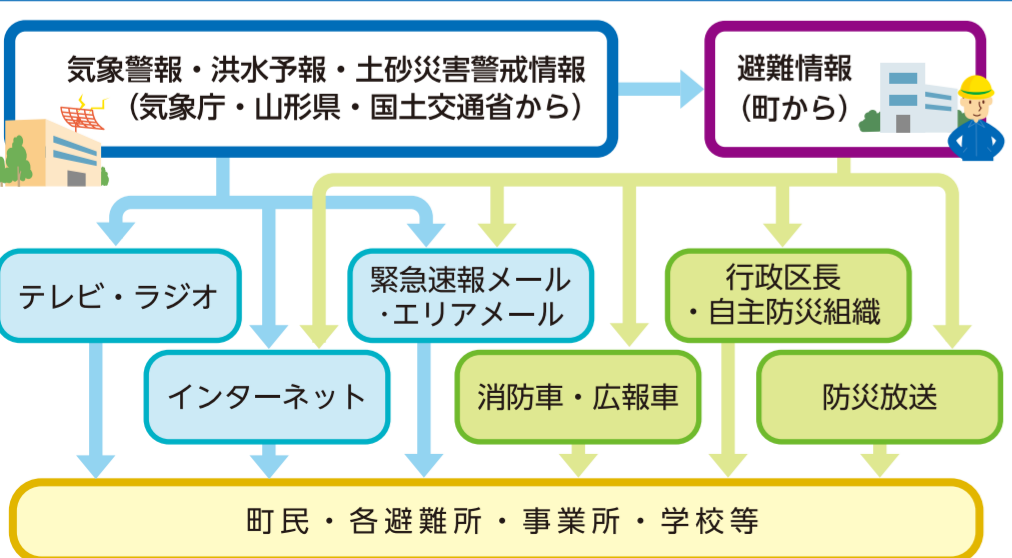 気象警報・洪水予報・土砂災害警戒情報
（気象庁・山形県・国土交通省から）
避難情報
（町から）
テレビ・ラジオ
緊急速報メール
・エリアメール
行政区長
・自主防災組織
インターネット
消防車・広報車
防災放送
町民・各避難所・事業所・学校等